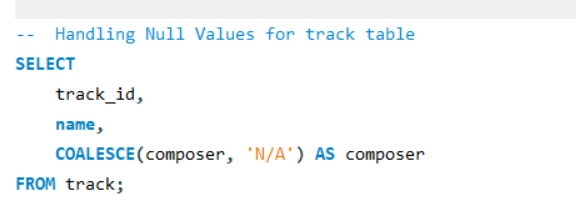 --  Handling Null Values for track table
SELECT
    track_id,
    name,
    COALESCE(composer, 'N/A') AS composer
FROM track;